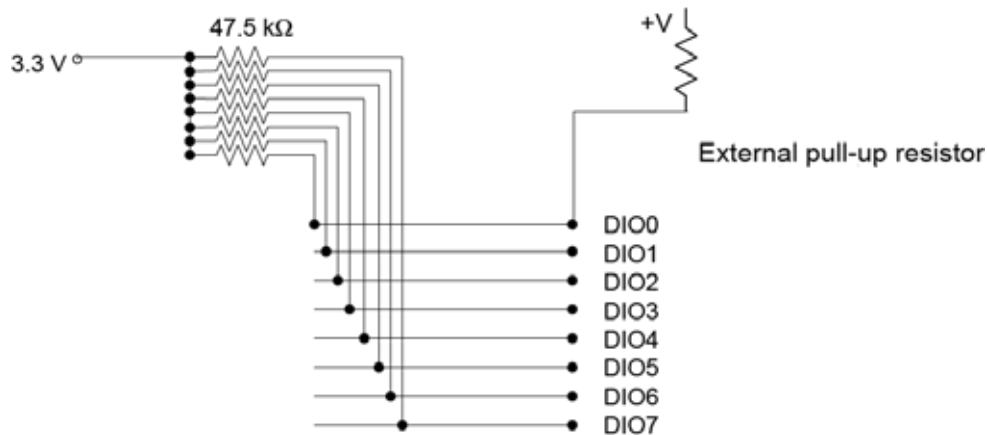 47.5 kΩ
3.3 V
+V
External pull-up resistor
DIO0
DIO1
DIO2
DIO3
DIO4
DIO5
DIO6
DIO7